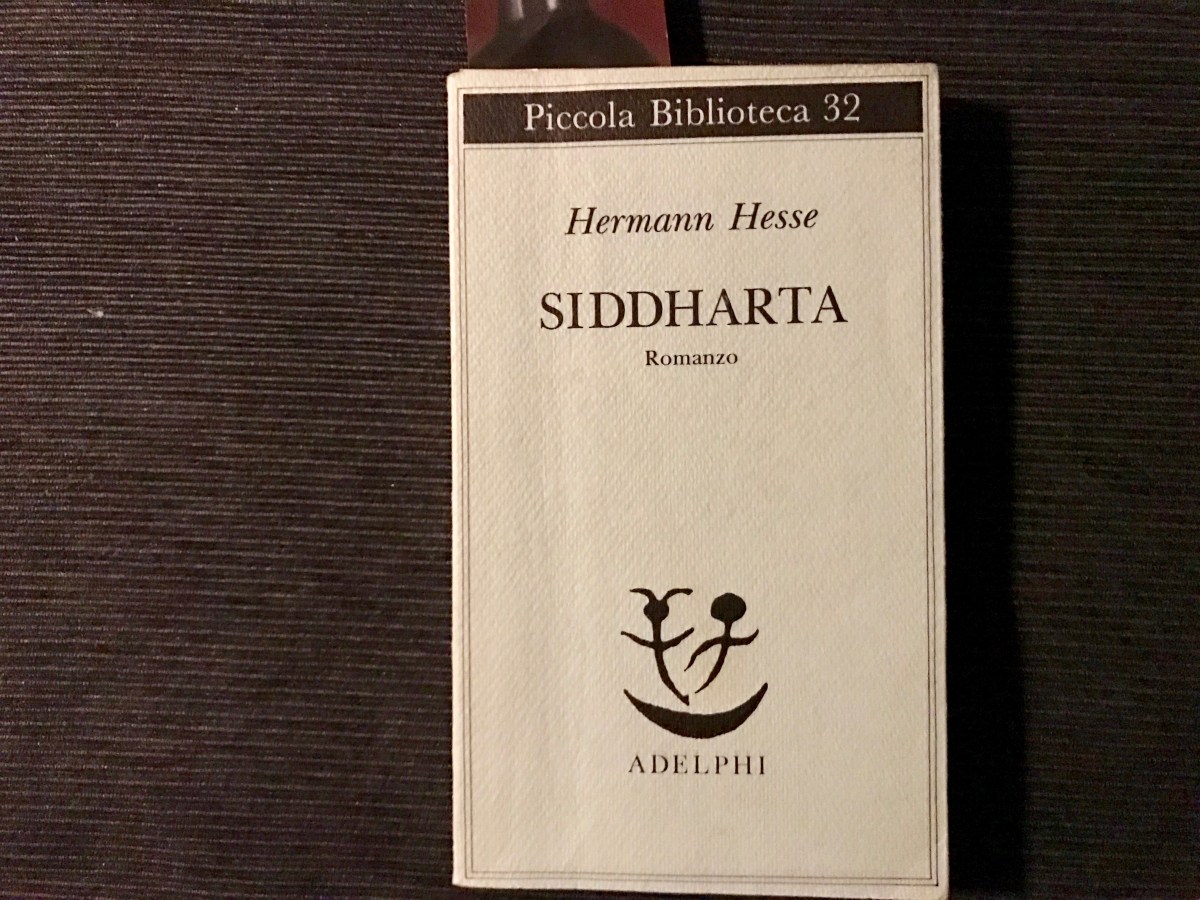 Piccola Biblioteca 32
Hermann Hesse
SIDDHARTA
Romanzo
ADELPHI